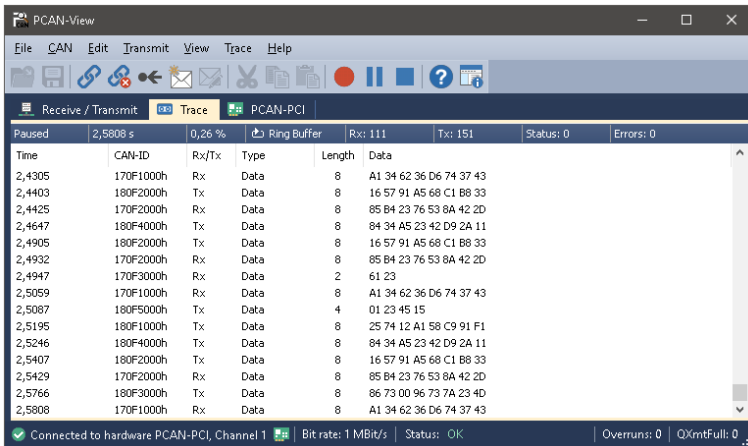 PCAN-View
File CAN Edit Transmit View Trace Help
Receive / Transmit Trace PCAN-PCI
Paused 2,5808 s 0,26 % Ring Buffer Rx: 111 Tx: 151 Status: 0 Errors: 0
Time CAN-ID Rx/Tx Type Length Data
2,4305 170F1000h Rx Data 8 A1 34 62 36 D6 74 37 43
2,4403 180F2000h Tx Data 8 16 57 91 A5 68 C1 B8 33
2,4425 170F2000h Rx Data 8 85 B4 23 76 53 8A 42 2D
2,4647 180F4000h Tx Data 8 84 34 A5 23 42 D9 2A 11
2,4905 180F2000h Tx Data 8 16 57 91 A5 68 C1 B8 33
2,4932 170F2000h Rx Data 8 85 B4 23 76 53 8A 42 2D
2,4947 170F3000h Rx Data 2 61 23
2,5059 170F1000h Rx Data 8 A1 34 62 36 D6 74 37 43
2,5087 180F5000h Tx Data 4 01 23 45 15
2,5195 180F1000h Tx Data 8 25 74 12 A1 58 C9 91 F1
2,5246 180F4000h Tx Data 8 84 34 A5 23 42 D9 2A 11
2,5407 180F2000h Tx Data 8 16 57 91 A5 68 C1 B8 33
2,5429 170F2000h Rx Data 8 85 B4 23 76 53 8A 42 2D
2,5766 180F3000h Tx Data 8 86 73 00 96 73 7A 23 4D
2,5808 170F1000h Rx Data 8 A1 34 62 36 D6 74 37 43
Connected to hardware PCAN-PCI, Channel 1 Bit rate: 1 MBit/s Status: OK Overruns: 0 QXmtFull: 0